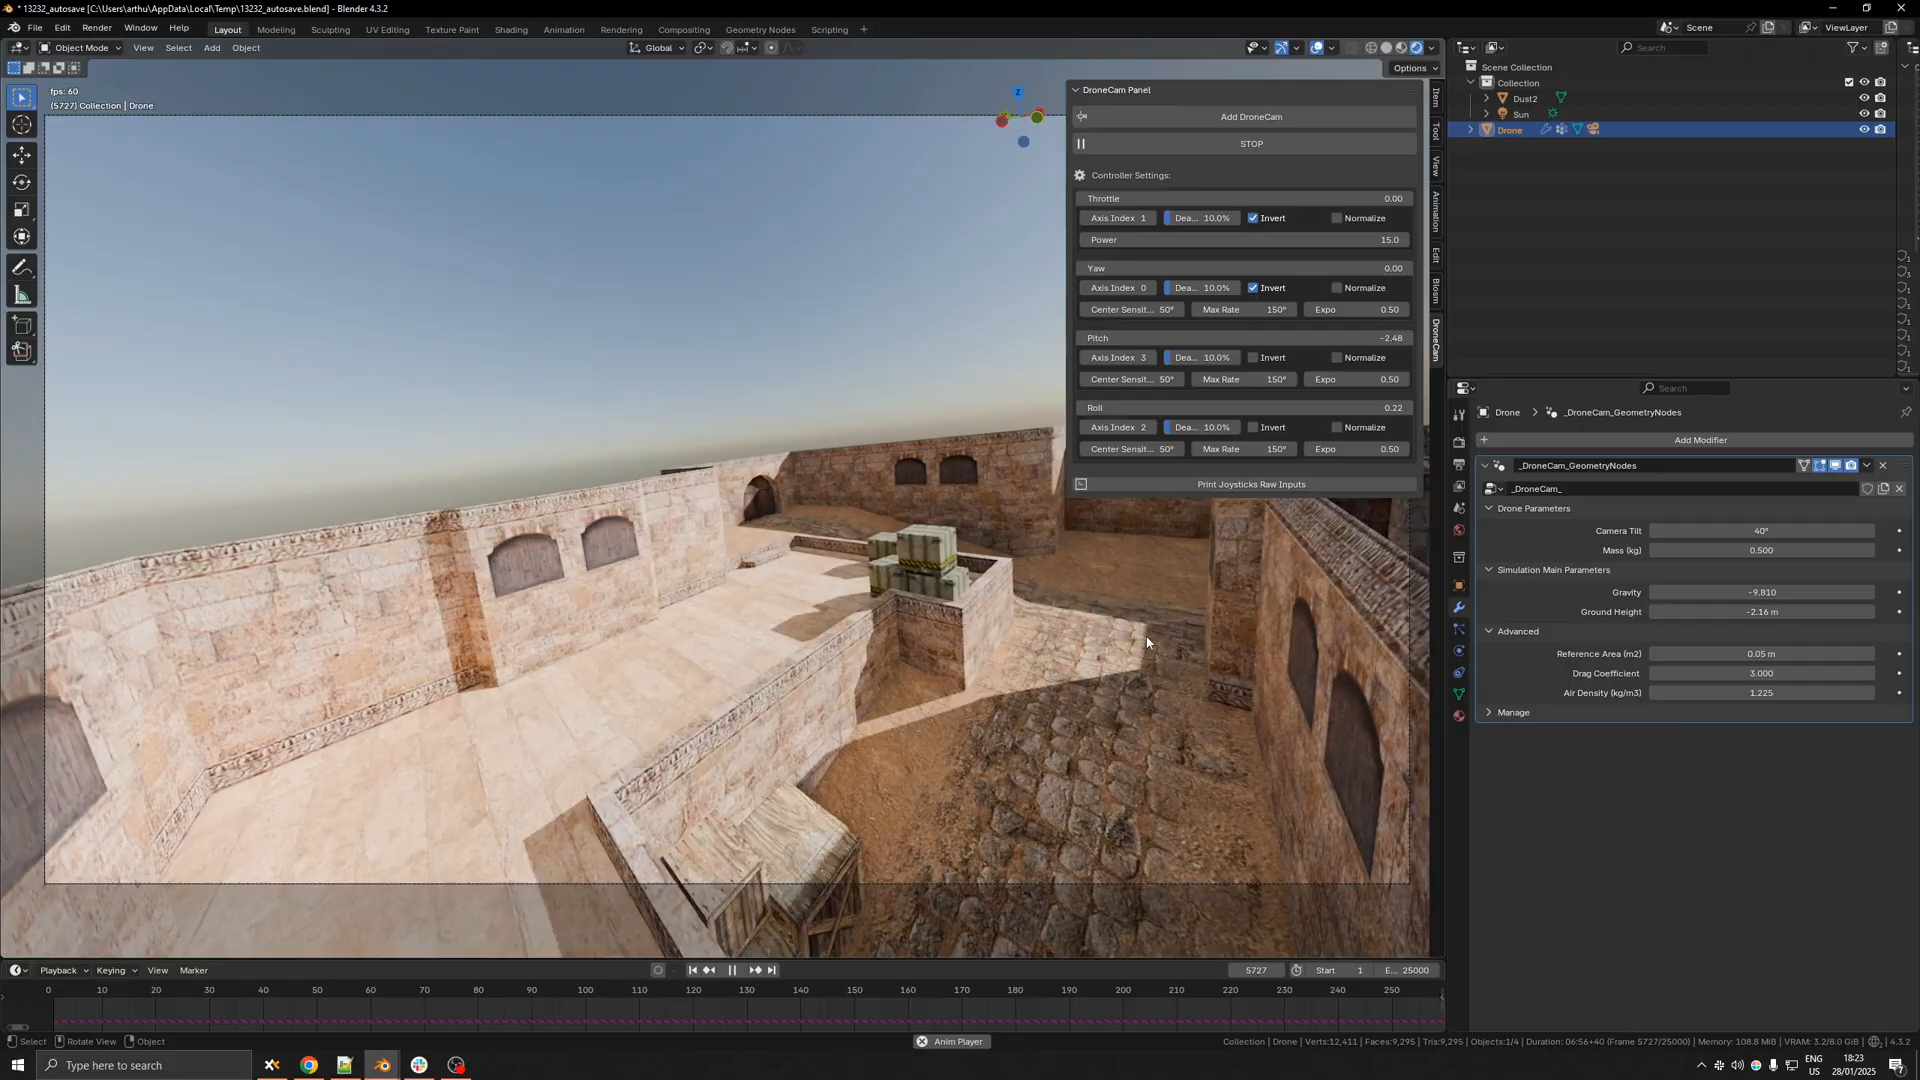 * 13232_autosave [C:\Users\arthu\AppData\Local\Temp\13232_autosave.blend] - Blender 4.3.2
File Edit Render Window Help Layout Modeling Sculpting UV Editing Texture Paint Shading Animation Rendering Compositing Geometry Nodes Scripting + Scene ViewLayer
Object Mode View Select Add Object Global Search
Options
fps: 60
(5727) Collection | Drone
Z
DroneCam Panel
Add DroneCam
STOP
Controller Settings:
Throttle 0.00
Axis Index 1 Dea... 10.0% Invert Normalize
Power 15.0
Yaw 0.00
Axis Index 0 Dea... 10.0% Invert Normalize
Center Sensit... 50° Max Rate 150° Expo 0.50
Pitch -2.48
Axis Index 3 Dea... 10.0% Invert Normalize
Center Sensit... 50° Max Rate 150° Expo 0.50
Roll 0.22
Axis Index 2 Dea... 10.0% Invert Normalize
Center Sensit... 50° Max Rate 150° Expo 0.50
Print Joysticks Raw Inputs
Item
Tool
View
Animation
Edit
Blosm
DroneCam
Scene Collection
Collection
Dust2
Sun
Drone
Search
Drone > _DroneCam_GeometryNodes
Add Modifier
_DroneCam_GeometryNodes
_DroneCam_
Drone Parameters
Camera Tilt 40°
Mass (kg) 0.500
Simulation Main Parameters
Gravity -9.810
Ground Height -2.16 m
Advanced
Reference Area (m2) 0.05 m
Drag Coefficient 3.000
Air Density (kg/m3) 1.225
Manage
Playback Keying View Marker 5727 Start 1 E... 25000
0 10 20 30 40 50 60 70 80 90 100 110 120 130 140 150 160 170 180 190 200 210 220 230 240 250
Select Rotate View Object Anim Player Collection | Drone | Verts:12,411 | Faces:9,295 | Tris:9,295 | Objects:1/4 | Duration: 06:56+40 (Frame 5727/25000) | Memory: 108.8 MiB | VRAM: 3.2/8.0 GiB 4.3.2
Type here to search
ENG
US
18:23
28/01/2025